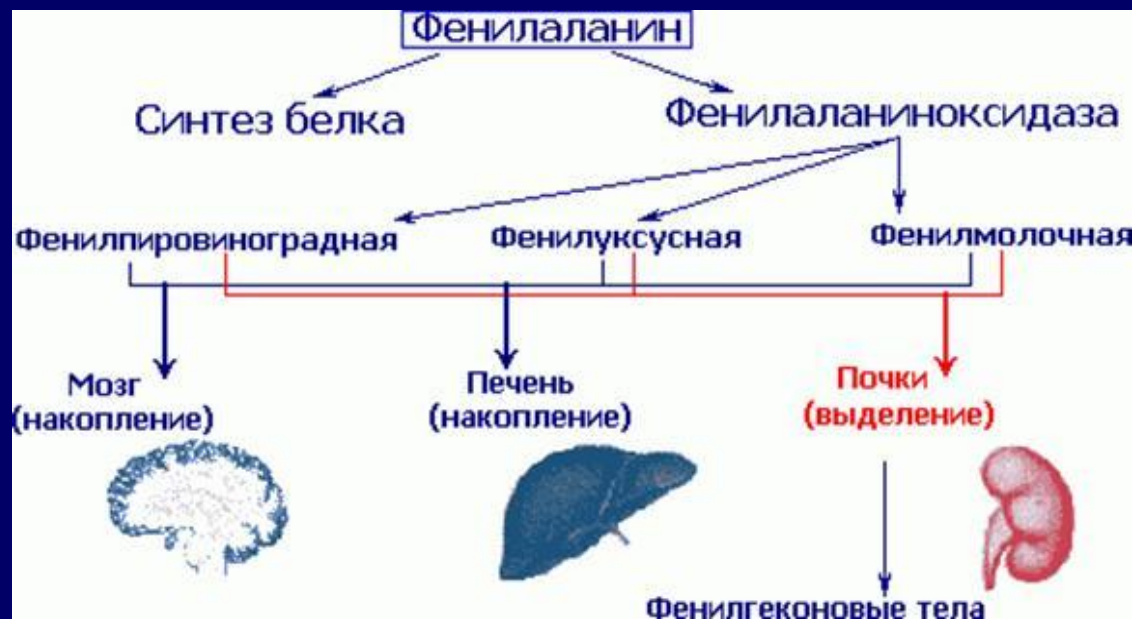 Фенилаланин
Синтез белка
Фенилаланиноксидаза
Фенилпировиноградная
Фенилуксусная
Фенилмолочная
Мозг
(накопление)
Печень
(накопление)
Почки
(выделение)
Фенилгеконовые тела